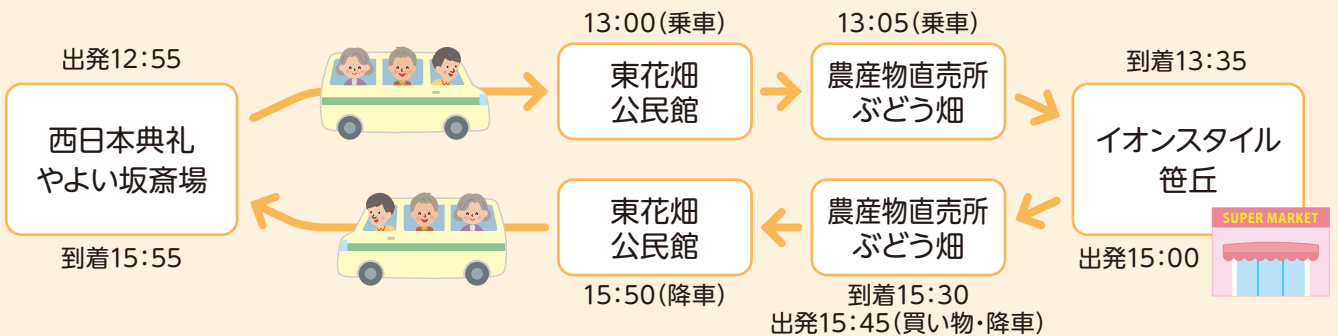 出発12:55
西日本典礼
やよい坂斎場
到着15:55
13:00(乗車)
東花畑
公民館
13:05(乗車)
農産物直売所
ぶどう畑
到着13:35
イオンスタイル
笹丘
SUPER MARKET
出発15:00
農産物直売所
ぶどう畑
到着15:30
出発15:45(買い物・降車)
東花畑
公民館
15:50(降車)